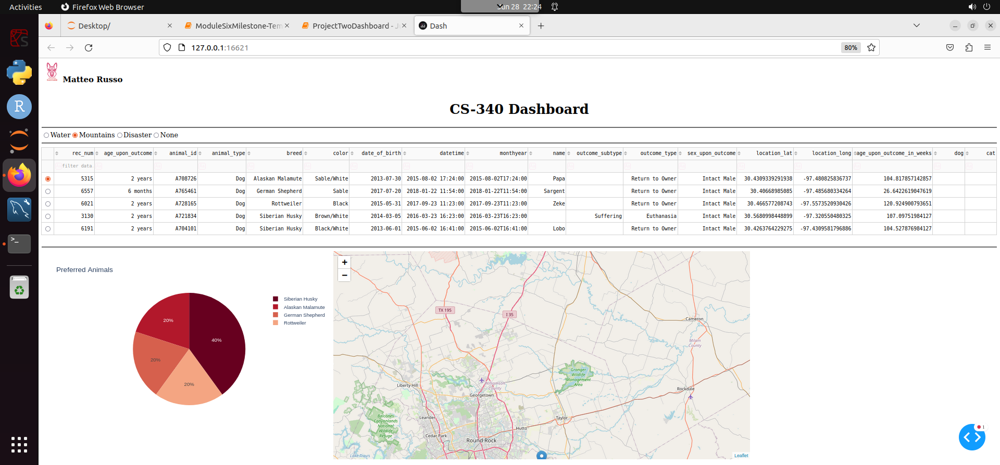 Activities Firefox Web Browser Jun 28 22:24
Desktop/ ModuleSixMilestone-Tem ProjectTwoDashboard - J Dash
127.0.0.1:16621 80%
Matteo Russo
CS-340 Dashboard
Water Mountains Disaster None
rec_num age_upon_outcome animal_id animal_type breed color date_of_birth datetime monthyear name outcome_subtype outcome_type sex_upon_outcome location_lat location_long age_upon_outcome_in_weeks dog cat
filter data
5315 2 years A708726 Dog Alaskan Malamute Sable/White 2013-07-30 2015-08-02 17:24:00 2015-08-02T17:24:00 Papa Return to Owner Intact Male 30.4309339291938 -97.480825836737 104.817857142857
6557 6 months A765461 Dog German Shepherd Sable 2017-07-20 2018-01-22 11:54:00 2018-01-22T11:54:00 Sargent Return to Owner Intact Male 30.40668985085 -97.485680334264 26.6422619047619
6021 2 years A728165 Dog Rottweiler Black 2015-05-31 2017-09-23 11:23:00 2017-09-23T11:23:00 Zeke Return to Owner Intact Male 30.466577208743 -97.5573520930426 120.924900793651
3130 2 years A721834 Dog Siberian Husky Brown/White 2014-03-05 2016-03-23 16:23:00 2016-03-23T16:23:00 Suffering Euthanasia Intact Male 30.5680998448899 -97.320550480325 107.09751984127
6191 2 years A704101 Dog Siberian Husky Black/White 2013-06-01 2015-06-02 16:41:00 2015-06-02T16:41:00 Lobo Return to Owner Intact Male 30.4263764229275 -97.4309581796886 104.527876984127
Preferred Animals
Siberian Husky
Alaskan Malamute
German Shepherd
Rottweiler
20%
40%
20%
20%
+
−
TX 195
I 35
Cameron
Milam
County
Granger
Wildlife
Management
Area
Liberty Hill
Williamson
County
Georgetown
Rockdale
Balcones
Canyonlands
National
Wildlife
Refuge
Leander
Taylor
Hutto
Cedar Park
Round Rock
Lake Travis
Leaflet
1